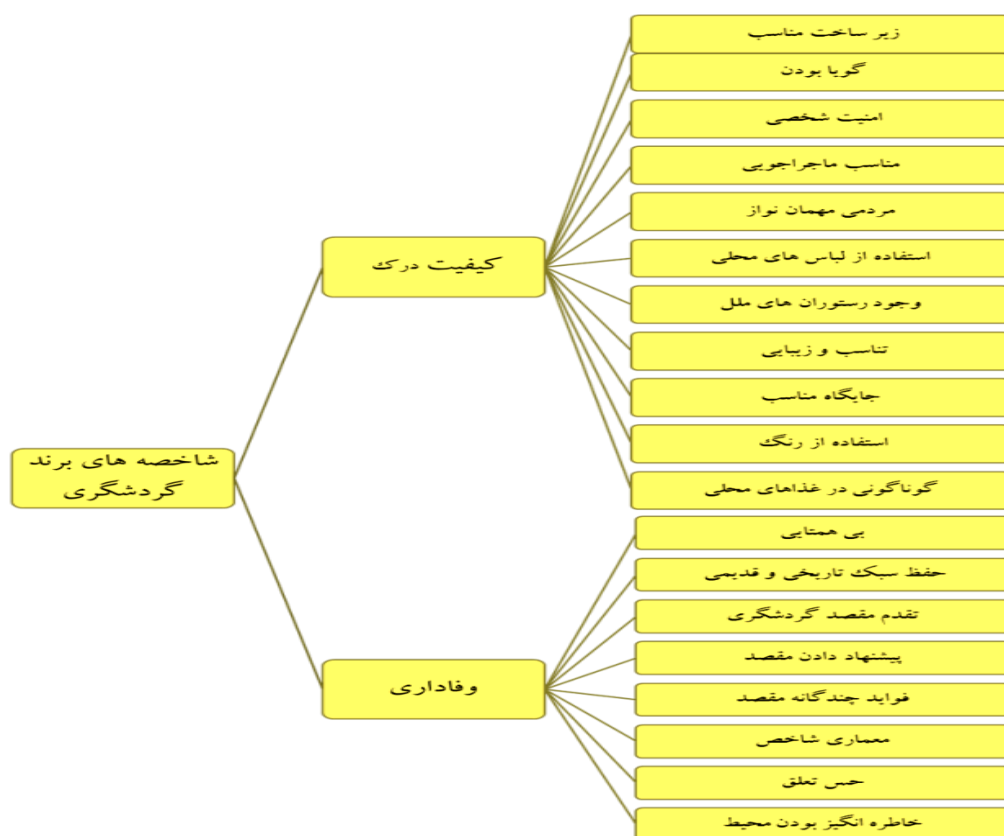 شاخصه های برند
گردشگری
کیفیت درک
زیر ساخت مناسب
گویا بودن
امنیت شخصی
مناسب ماجراجویی
مردمی مهمان نواز
استفاده از لباس های محلی
وجود رستوران های ملل
تناسب و زیبایی
جایگاه مناسب
استفاده از رنگ
گوناگونی در غذاهای محلی
وفاداری
بی همتایی
حفظ سبک تاریخی و قدیمی
تقدم مقصد گردشگری
پیشنهاد دادن مقصد
فواید چندگانه مقصد
معماری شاخص
حس تعلق
خاطره انگیز بودن محیط